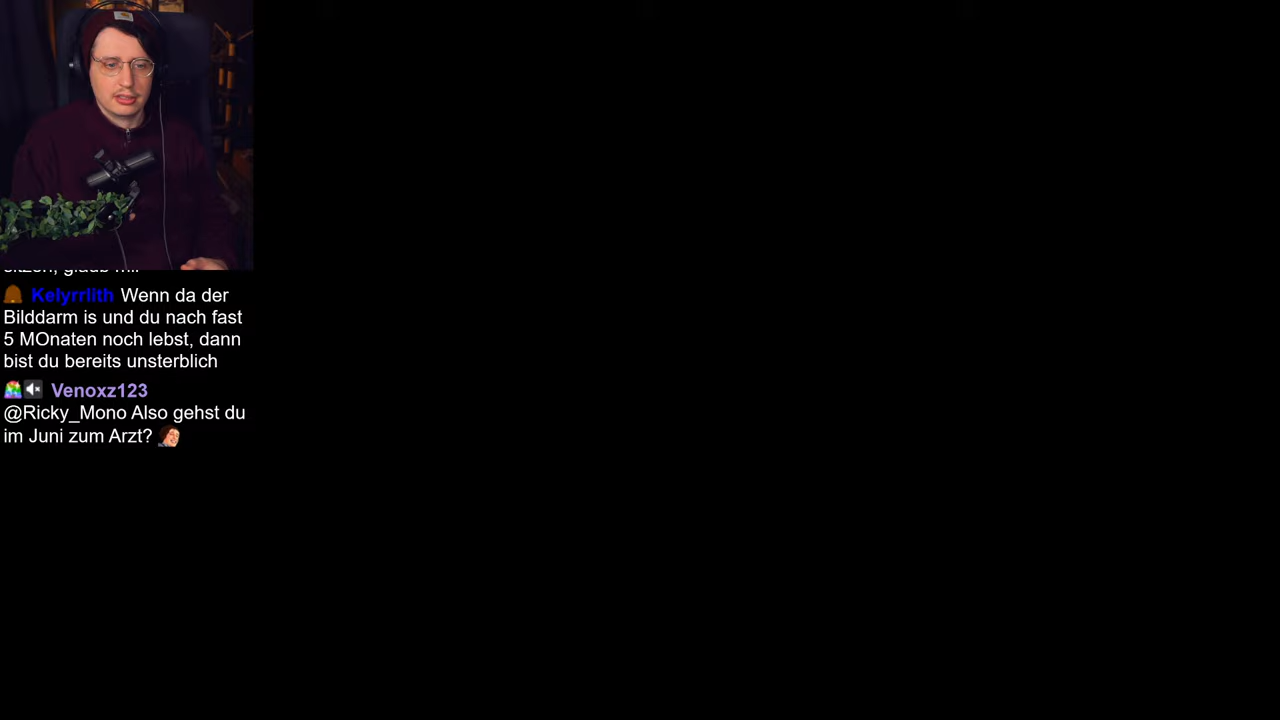 Kelyrrlith Wenn da der
Bilddarm is und du nach fast
5 MOnaten noch lebst, dann
bist du bereits unsterblich
Venoxz123
@Ricky_Mono Also gehst du
im Juni zum Arzt?